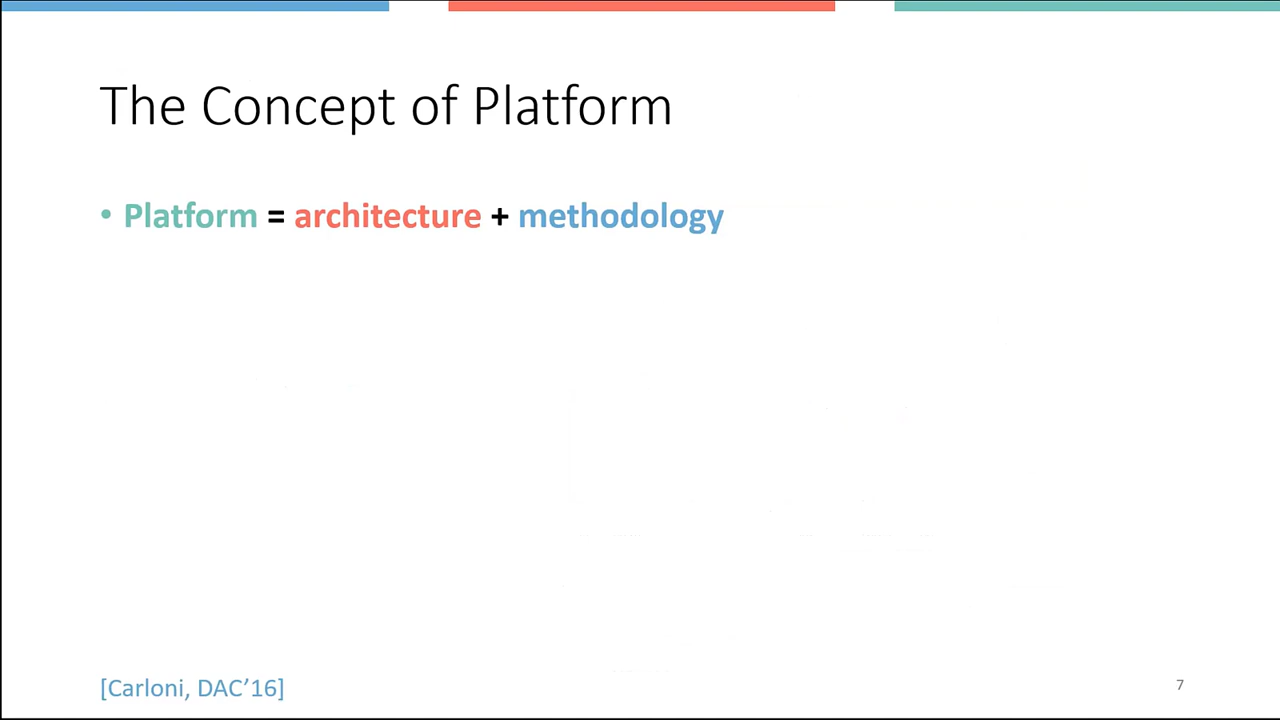 The Concept of Platform
• Platform = architecture + methodology
[Carloni, DAC’16]
7